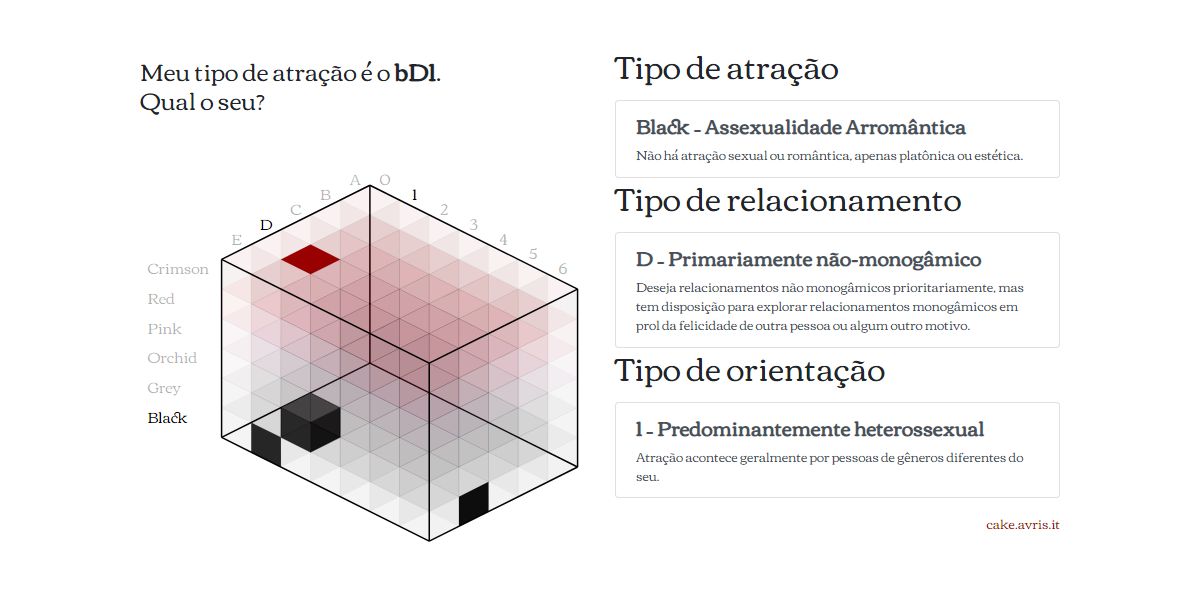 Meu tipo de atração é o bD1.
Qual o seu?
A
O
B
1
C
2
D
3
E
4
5
6
Crimson
Red
Pink
Orchid
Grey
Black
Tipo de atração
Black - Assexualidade Arromântica
Não há atração sexual ou romântica, apenas platônica ou estética.
Tipo de relacionamento
D - Primariamente não-monogâmico
Deseja relacionamentos não monogâmicos prioritariamente, mas
tem disposição para explorar relacionamentos monogâmicos em
prol da felicidade de outra pessoa ou algum outro motivo.
Tipo de orientação
1 - Predominantemente heterossexual
Atração acontece geralmente por pessoas de gêneros diferentes do
seu.
cake.avris.it